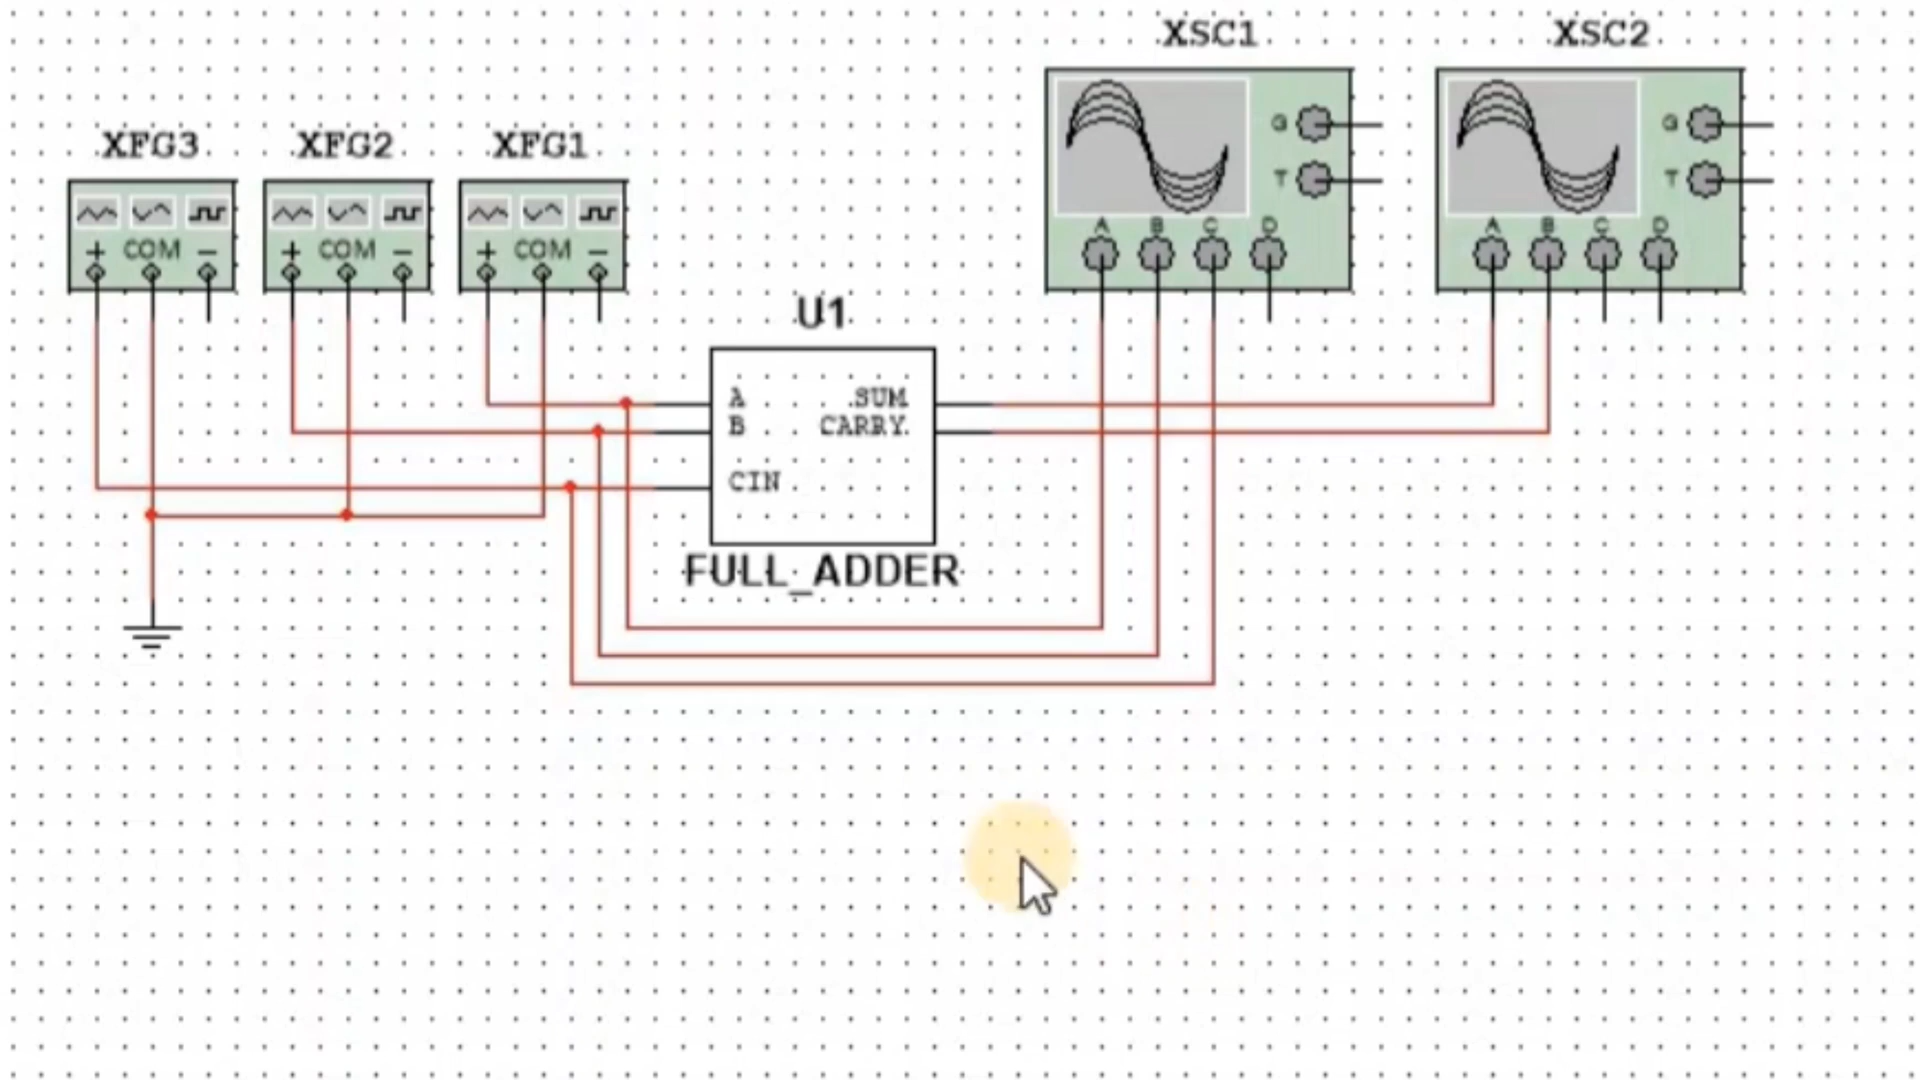 XSC1
XSC2
XFG3
XFG2
XFG1
G
T
A B C D
G
T
A B C D
+ COM −
+ COM −
+ COM −
U1
A SUM
B CARRY
CIN
FULL_ADDER